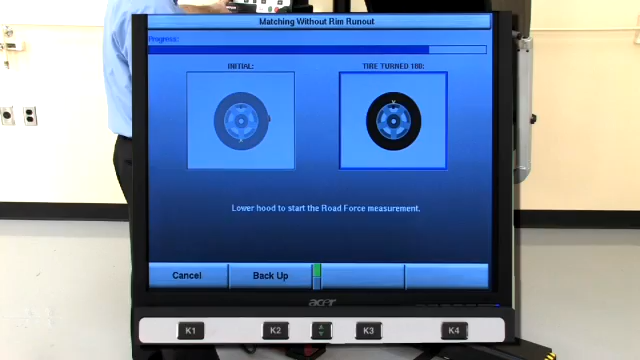 Matching Without Rim Runout
Progress:
INITIAL:
TIRE TURNED 180:
Lower hood to start the Road Force measurement.
Cancel
Back Up
acer
K1
K2
K3
K4